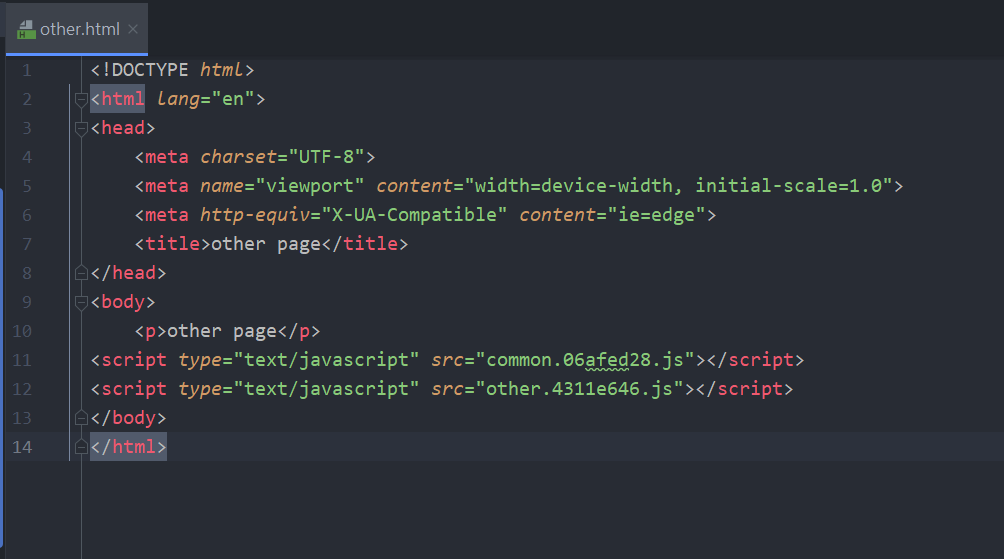 other.html
1 <!DOCTYPE html>
2 <html lang="en">
3 <head>
4     <meta charset="UTF-8">
5     <meta name="viewport" content="width=device-width, initial-scale=1.0">
6     <meta http-equiv="X-UA-Compatible" content="ie=edge">
7     <title>other page</title>
8 </head>
9 <body>
10     <p>other page</p>
11 <script type="text/javascript" src="common.06afed28.js"></script>
12 <script type="text/javascript" src="other.4311e646.js"></script>
13 </body>
14 </html>